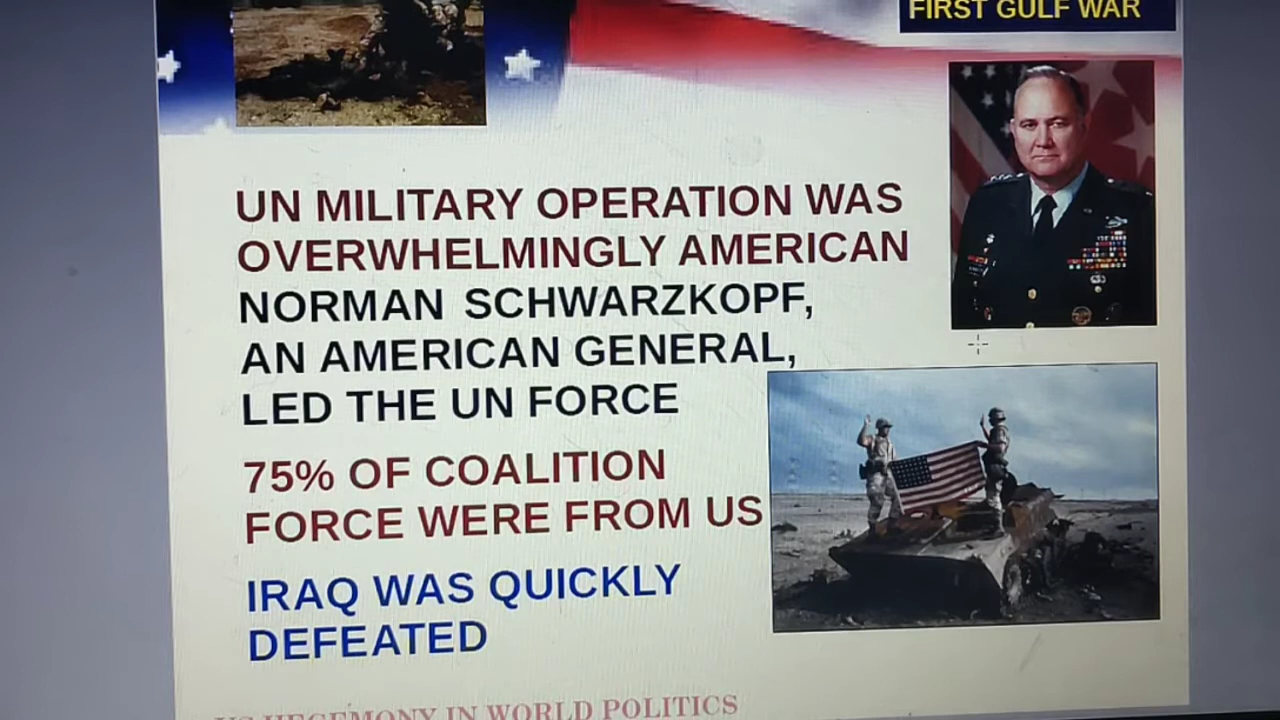 FIRST GULF WAR
UN MILITARY OPERATION WAS
OVERWHELMINGLY AMERICAN
NORMAN SCHWARZKOPF,
AN AMERICAN GENERAL,
LED THE UN FORCE
75% OF COALITION
FORCE WERE FROM US
IRAQ WAS QUICKLY
DEFEATED
US HEGEMONY IN WORLD POLITICS